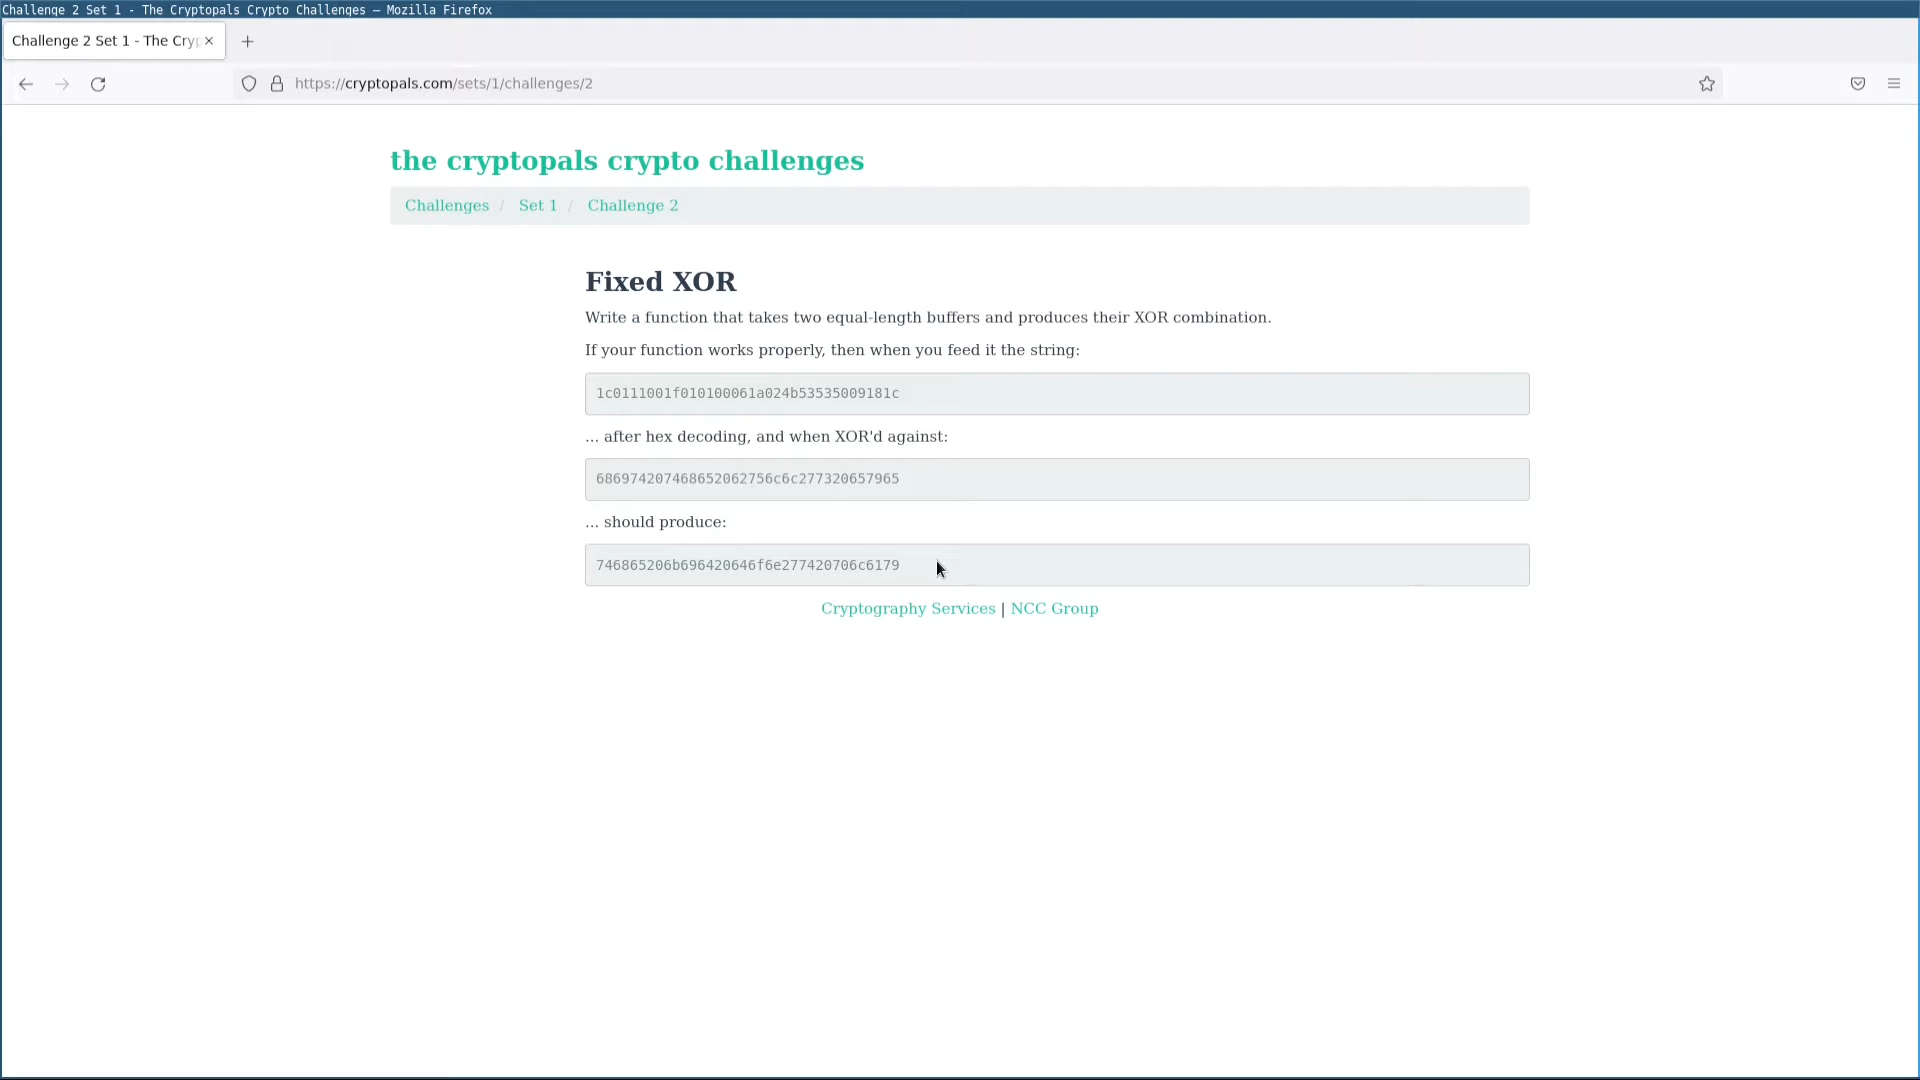 Challenge 2 Set 1 - The Cryptopals Crypto Challenges — Mozilla Firefox
Challenge 2 Set 1 - The Cry
https://cryptopals.com/sets/1/challenges/2
the cryptopals crypto challenges
Challenges / Set 1 / Challenge 2
Fixed XOR
Write a function that takes two equal-length buffers and produces their XOR combination.
If your function works properly, then when you feed it the string:
1c0111001f010100061a024b53535009181c
... after hex decoding, and when XOR'd against:
686974207468652062756c6c277320657965
... should produce:
746865206b696420646f6e277420706c6179
Cryptography Services | NCC Group